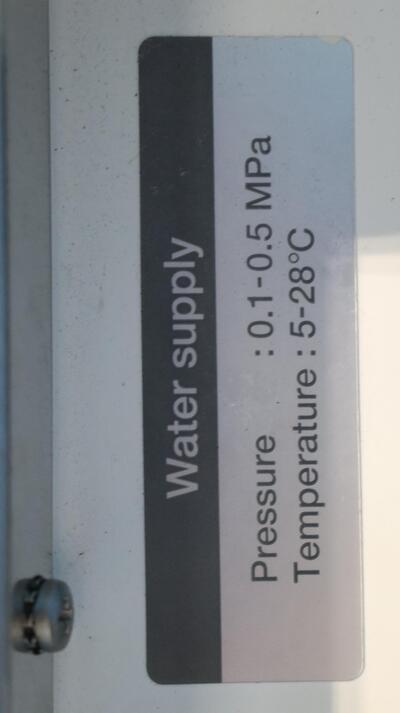 Water supply
Pressure : 0.1-0.5 MPa
Temperature : 5-28°C